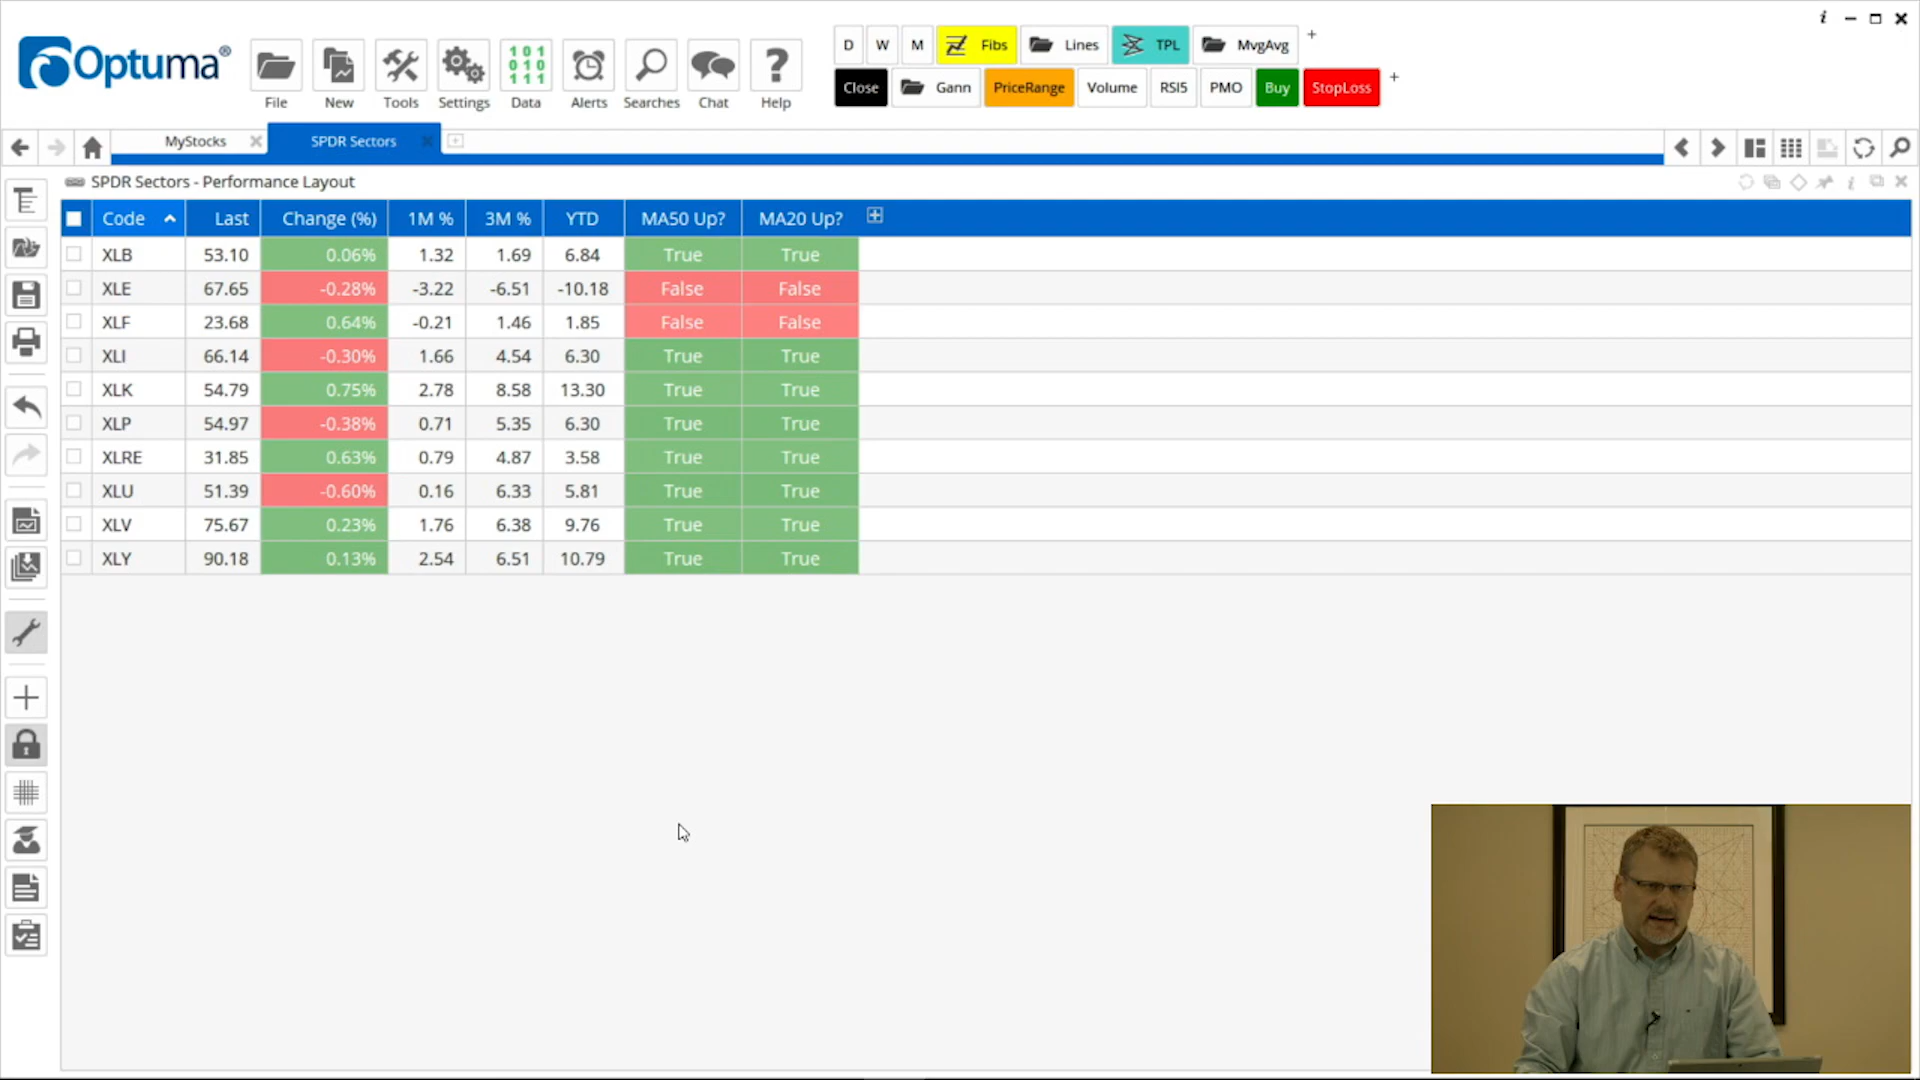 Optuma®
File
New
Tools
Settings
101
010
111
Data
Alerts
Searches
Chat
Help
D
W
M
Fibs
Lines
TPL
MvgAvg
Close
Gann
PriceRange
Volume
RSI5
PMO
Buy
StopLoss
MyStocks
SPDR Sectors
SPDR Sectors - Performance Layout
Code Last Change (%) 1M % 3M % YTD MA50 Up? MA20 Up?
XLB 53.10 0.06% 1.32 1.69 6.84 True True
XLE 67.65 -0.28% -3.22 -6.51 -10.18 False False
XLF 23.68 0.64% -0.21 1.46 1.85 False False
XLI 66.14 -0.30% 1.66 4.54 6.30 True True
XLK 54.79 0.75% 2.78 8.58 13.30 True True
XLP 54.97 -0.38% 0.71 5.35 6.30 True True
XLRE 31.85 0.63% 0.79 4.87 3.58 True True
XLU 51.39 -0.60% 0.16 6.33 5.81 True True
XLV 75.67 0.23% 1.76 6.38 9.76 True True
XLY 90.18 0.13% 2.54 6.51 10.79 True True